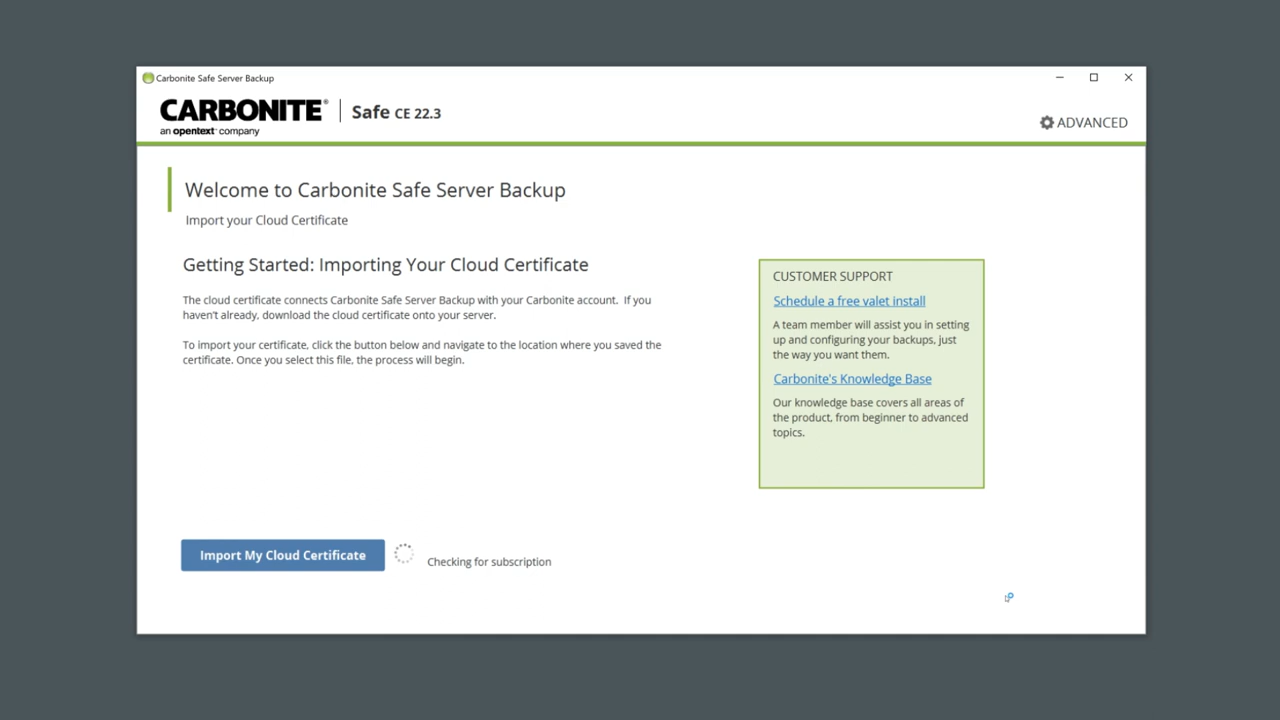 Carbonite Safe Server Backup
CARBONITE® Safe CE 22.3
an opentext™ company
ADVANCED
Welcome to Carbonite Safe Server Backup
Import your Cloud Certificate
Getting Started: Importing Your Cloud Certificate
The cloud certificate connects Carbonite Safe Server Backup with your Carbonite account.  If you
haven't already, download the cloud certificate onto your server.
To import your certificate, click the button below and navigate to the location where you saved the
certificate. Once you select this file, the process will begin.
CUSTOMER SUPPORT
Schedule a free valet install
A team member will assist you in setting
up and configuring your backups, just
the way you want them.
Carbonite's Knowledge Base
Our knowledge base covers all areas of
the product, from beginner to advanced
topics.
Import My Cloud Certificate
Checking for subscription